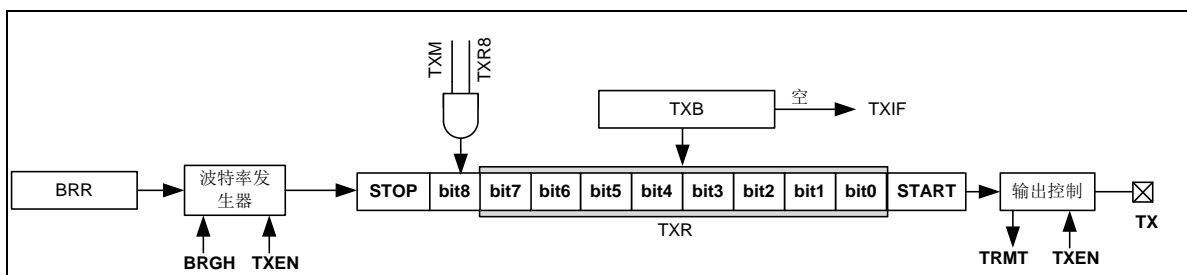 TXM
TXR8
TXB
空
TXIF
BRR
波特率发
生器
STOP
bit8
bit7
bit6
bit5
bit4
bit3
bit2
bit1
bit0
START
输出控制
TX
TXR
BRGH
TXEN
TRMT
TXEN